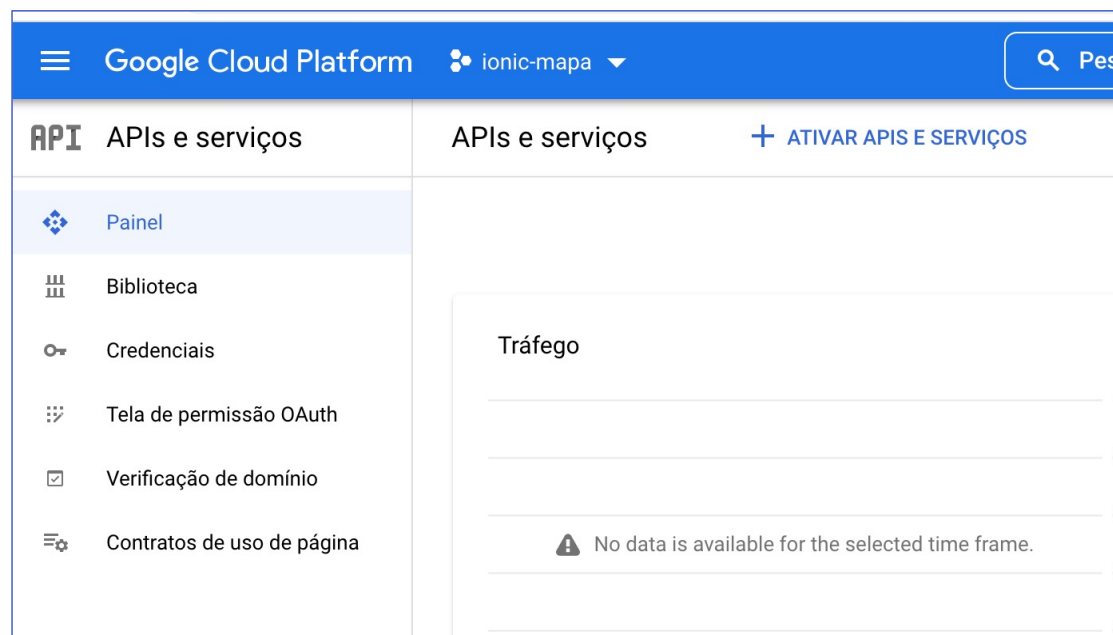 Google Cloud Platform ionic-mapa
API APIs e serviços
APIs e serviços + ATIVAR APIS E SERVIÇOS
Painel
Biblioteca
Credenciais
Tela de permissão OAuth
Verificação de domínio
Contratos de uso de página
Tráfego
No data is available for the selected time frame.